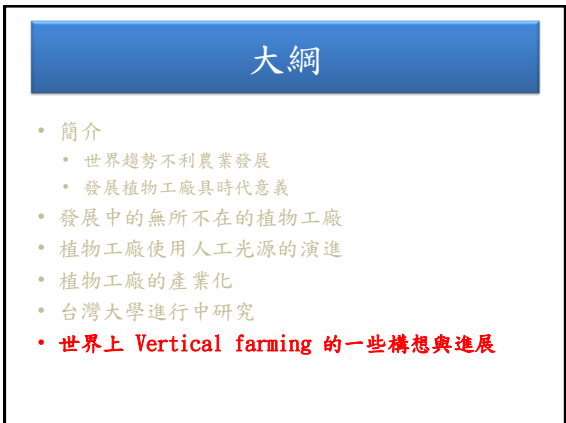 大綱
• 簡介
• 世界趨勢不利農業發展
• 發展植物工廠具時代意義
• 發展中的無所不在的植物工廠
• 植物工廠使用人工光源的演進
• 植物工廠的產業化
• 台灣大學進行中研究
• 世界上 Vertical farming 的一些構想與進展